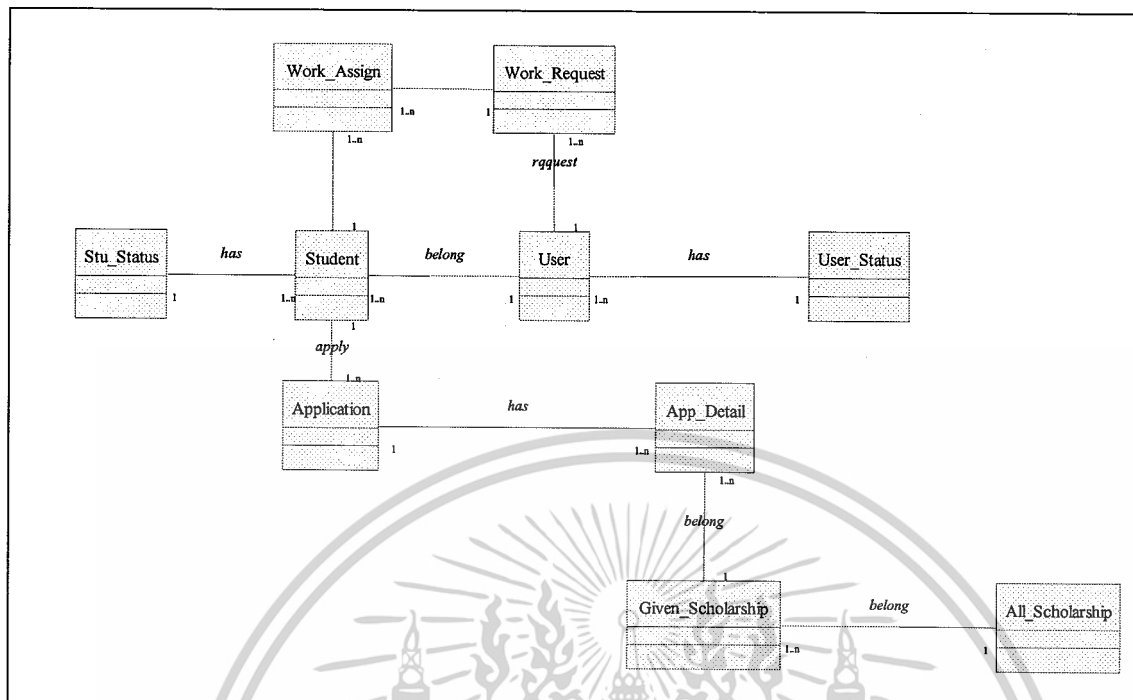 Work_Assign
Work_Request
1..n
1
1..n
1..n
rqquest
1
1
Stu_Status
has
Student
belong
User
has
User_Status
1
1..n
1..n
1
1..n
1
1
apply
1..n
Application
has
App_Detail
1
1..n
1..n
belong
1
Given_Scholarship
belong
All_Scholarship
1..n
1